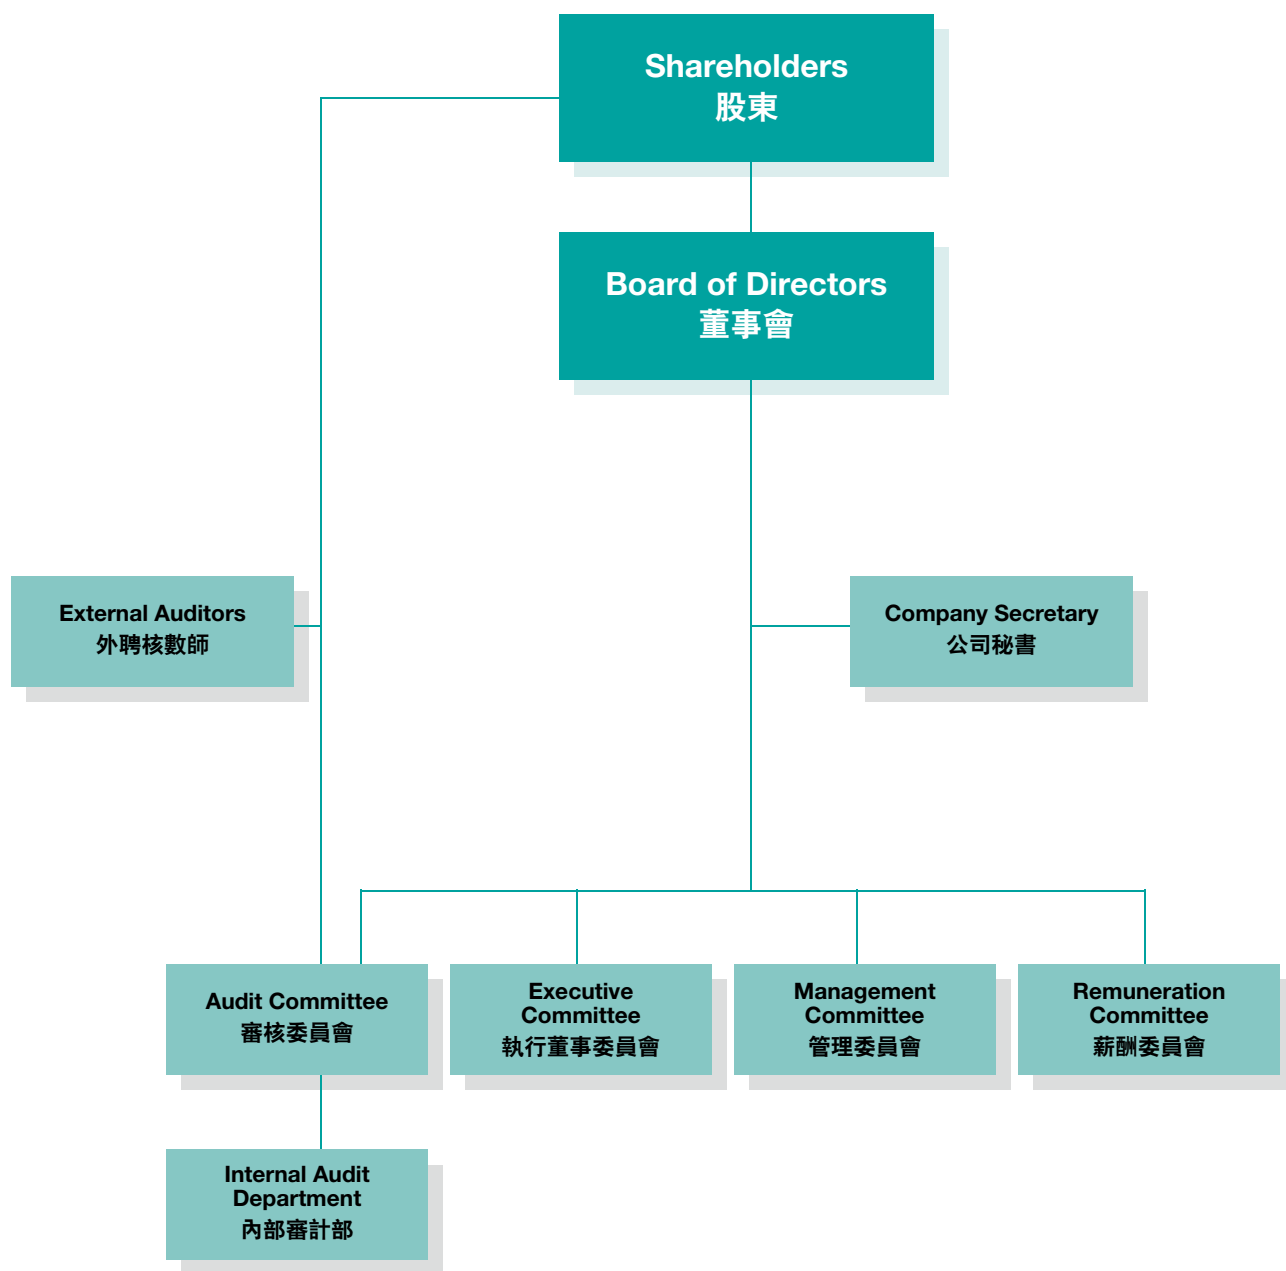 Shareholders
股東
Board of Directors
董事會
External Auditors
外聘核數師
Company Secretary
公司秘書
Audit Committee
審核委員會
Executive
Committee
執行董事委員會
Management
Committee
管理委員會
Remuneration
Committee
薪酬委員會
Internal Audit
Department
內部審計部